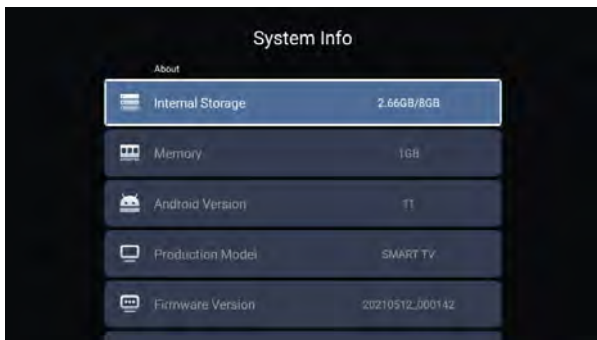 System Info
About
Internal Storage 2.66GB/8GB
Memory 1GB
Android Version 11
Production Model SMART TV
Firmware Version 20210512_000142